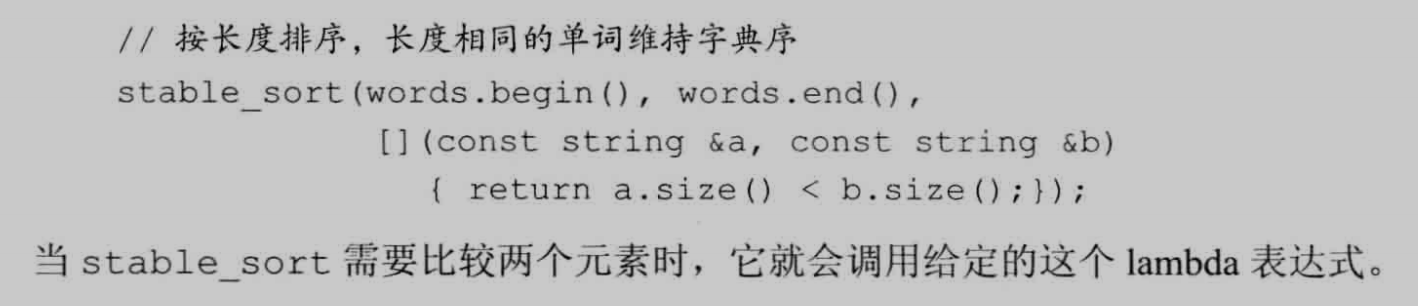 // 按长度排序，长度相同的单词维持字典序
stable_sort(words.begin(), words.end(),
[](const string &a, const string &b)
{ return a.size() < b.size();});
当 stable_sort 需要比较两个元素时，它就会调用给定的这个 lambda 表达式。